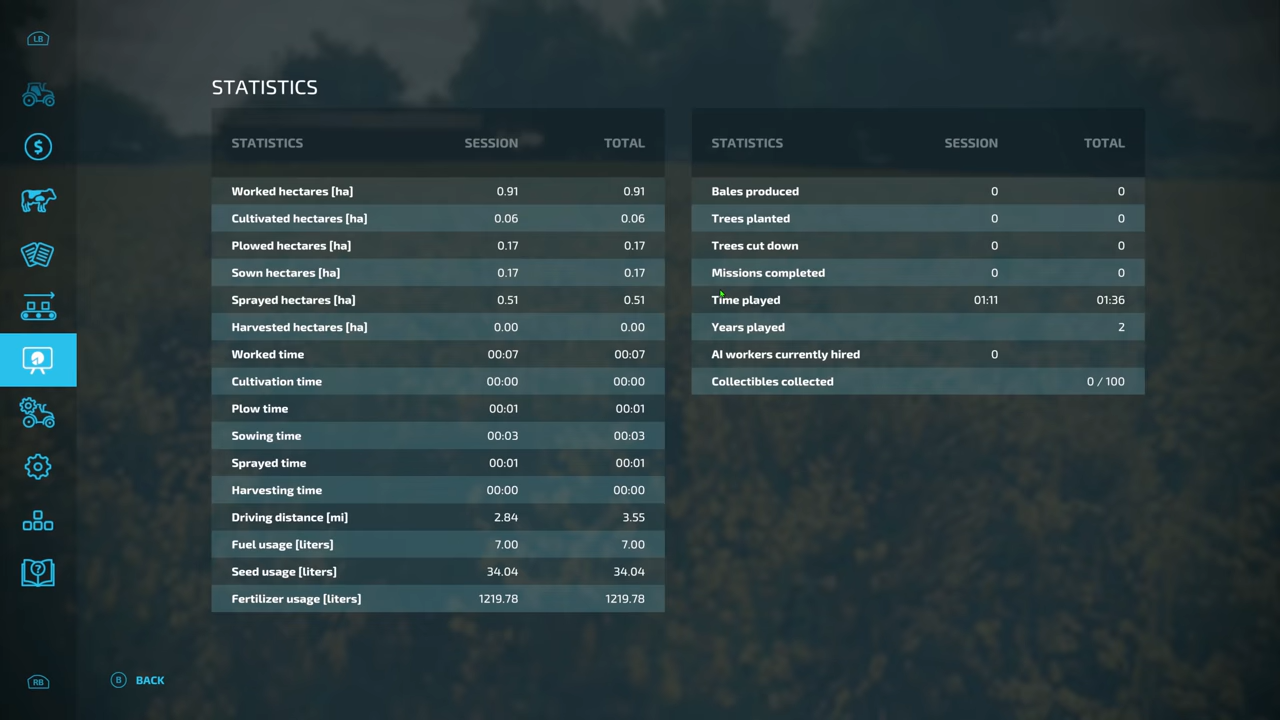 LB
STATISTICS
STATISTICS SESSION TOTAL
Worked hectares [ha] 0.91 0.91
Cultivated hectares [ha] 0.06 0.06
Plowed hectares [ha] 0.17 0.17
Sown hectares [ha] 0.17 0.17
Sprayed hectares [ha] 0.51 0.51
Harvested hectares [ha] 0.00 0.00
Worked time 00:07 00:07
Cultivation time 00:00 00:00
Plow time 00:01 00:01
Sowing time 00:03 00:03
Sprayed time 00:01 00:01
Harvesting time 00:00 00:00
Driving distance [mi] 2.84 3.55
Fuel usage [liters] 7.00 7.00
Seed usage [liters] 34.04 34.04
Fertilizer usage [liters] 1219.78 1219.78
STATISTICS SESSION TOTAL
Bales produced 0 0
Trees planted 0 0
Trees cut down 0 0
Missions completed 0 0
Time played 01:11 01:36
Years played 2
AI workers currently hired 0
Collectibles collected 0 / 100
RB
B BACK